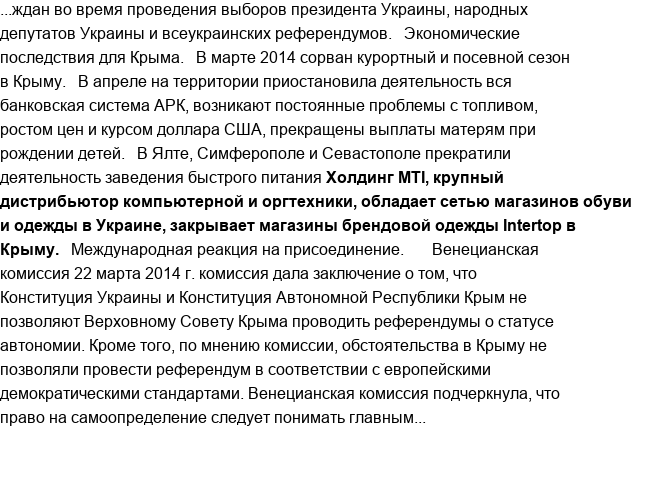 ...ждан во время проведения выборов президента Украины, народных
депутатов Украины и всеукраинских референдумов.   Экономические
последствия для Крыма.   В марте 2014 сорван курортный и посевной сезон
в Крыму.   В апреле на территории приостановила деятельность вся
банковская система АРК, возникают постоянные проблемы с топливом,
ростом цен и курсом доллара США, прекращены выплаты матерям при
рождении детей.   В Ялте, Симферополе и Севастополе прекратили
деятельность заведения быстрого питания Холдинг MTI, крупный
дистрибьютор компьютерной и оргтехники, обладает сетью магазинов обуви
и одежды в Украине, закрывает магазины брендовой одежды Intertop в
Крыму.   Международная реакция на присоединение.       Венецианская
комиссия 22 марта 2014 г. комиссия дала заключение о том, что
Конституция Украины и Конституция Автономной Республики Крым не
позволяют Верховному Совету Крыма проводить референдумы о статусе
автономии. Кроме того, по мнению комиссии, обстоятельства в Крыму не
позволяли провести референдум в соответствии с европейскими
демократическими стандартами. Венецианская комиссия подчеркнула, что
право на самоопределение следует понимать главным...